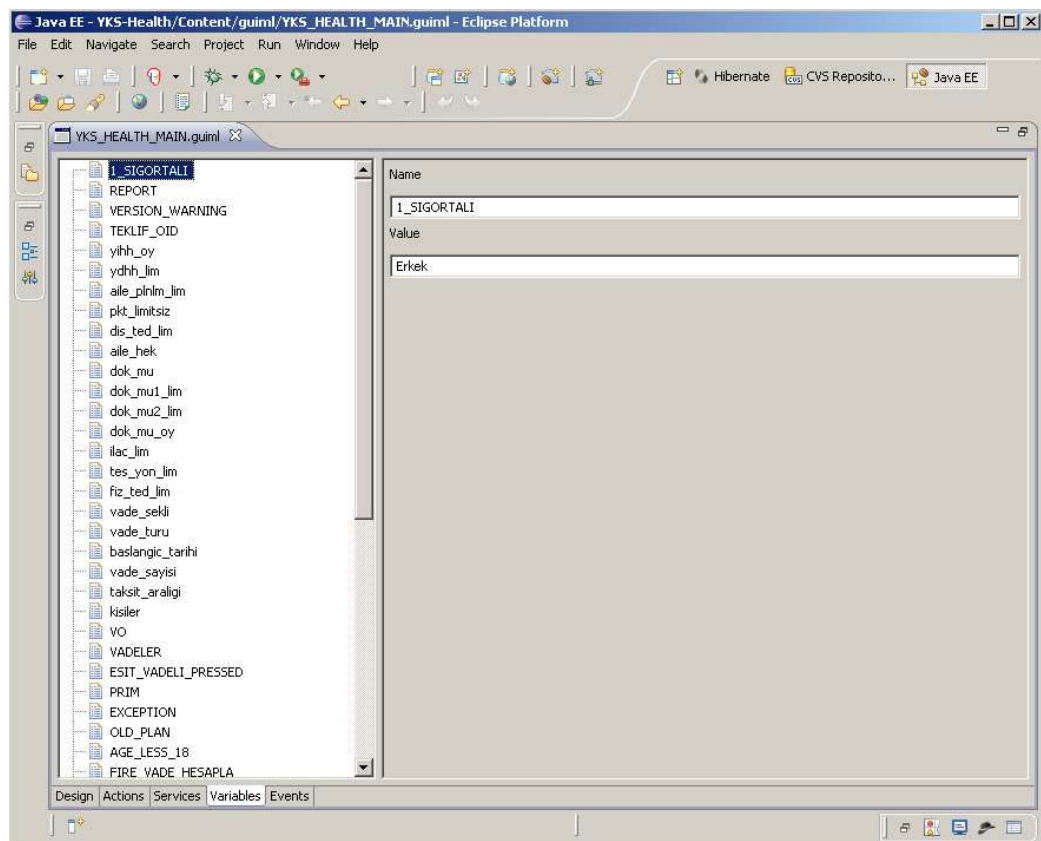 Java EE - YKS-Health/Content/guiml/YKS_HEALTH_MAIN.guiml - Eclipse Platform
File Edit Navigate Search Project Run Window Help
Hibernate CVS Reposito... Java EE
YKS_HEALTH_MAIN.guiml
1_SIGORTALI
REPORT
VERSION_WARNING
TEKLIF_OID
yihh_oy
ydhh_lim
aile_plnlm_lim
pkt_limitsiz
dis_ted_lim
aile_hek
dok_mu
dok_mu1_lim
dok_mu2_lim
dok_mu_oy
ilac_lim
tes_yon_lim
fiz_ted_lim
vade_sekli
vade_turu
baslangic_tarihi
vade_sayisi
taksit_araligi
kisiler
VO
VADELER
ESIT_VADELI_PRESSED
PRIM
EXCEPTION
OLD_PLAN
AGE_LESS_18
FIRE_VADE_HESAPLA
Name
1_SIGORTALI
Value
Erkek
Design Actions Services Variables Events